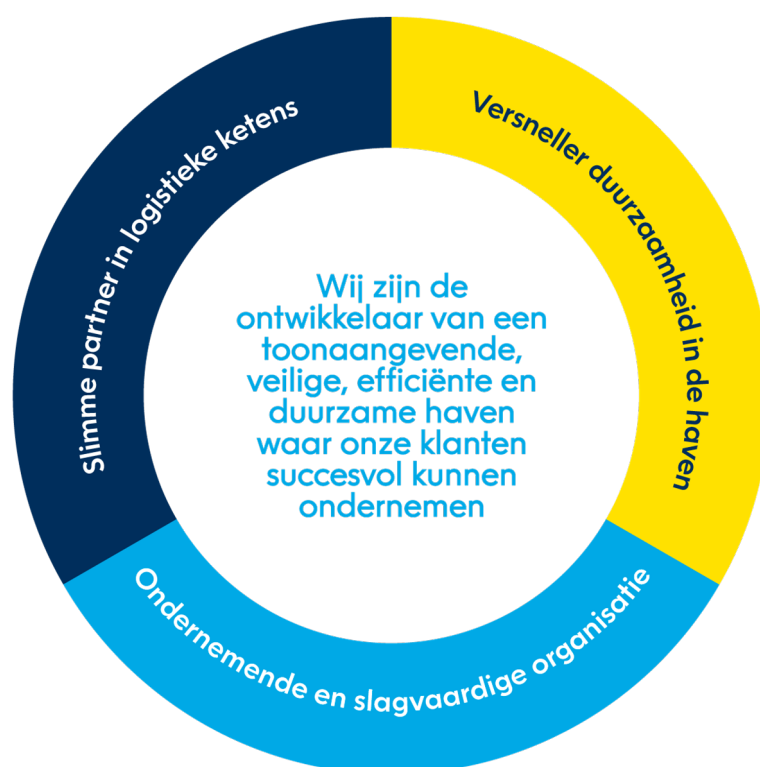 Slimme partner in logistieke ketens
Versneller duurzaamheid in de haven
Wij zijn de
ontwikkelaar van een
toonaangevende,
veilige, efficiënte en
duurzame haven
waar onze klanten
succesvol kunnen
ondernemen
Ondernemende en slagvaardige organisatie